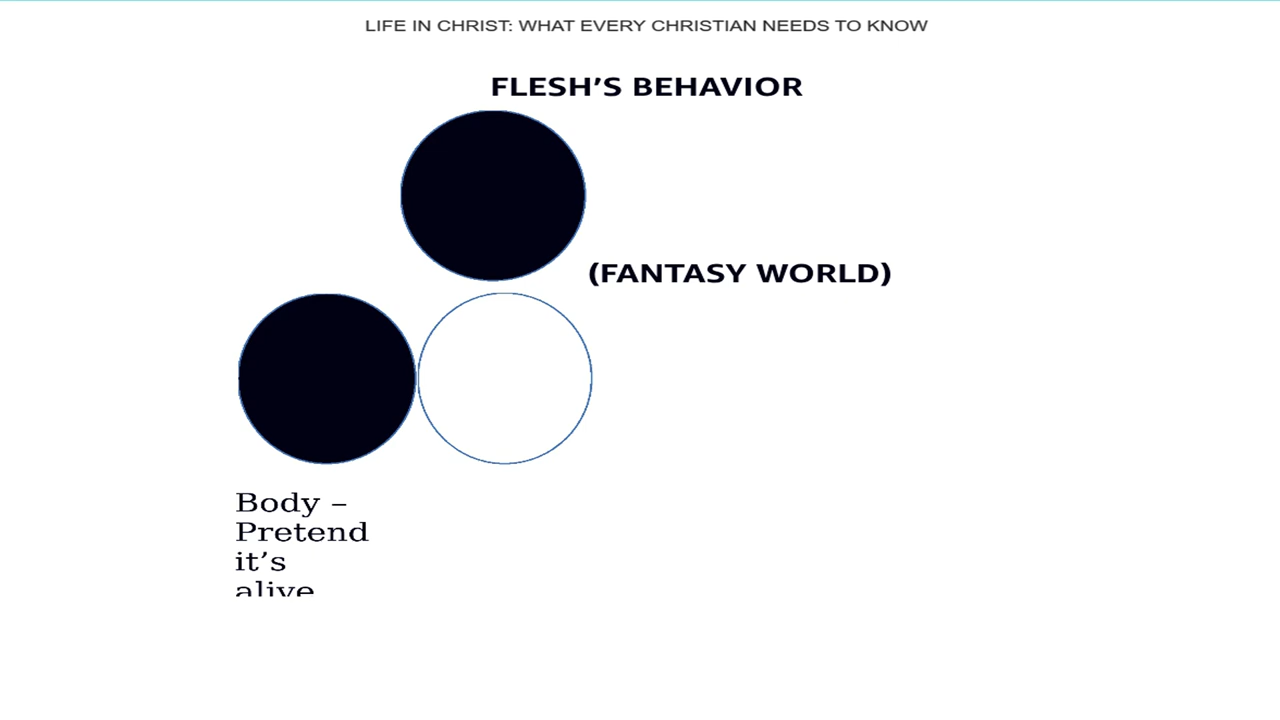 LIFE IN CHRIST: WHAT EVERY CHRISTIAN NEEDS TO KNOW
FLESH’S BEHAVIOR
(FANTASY WORLD)
Body –
Pretend
it’s
alive